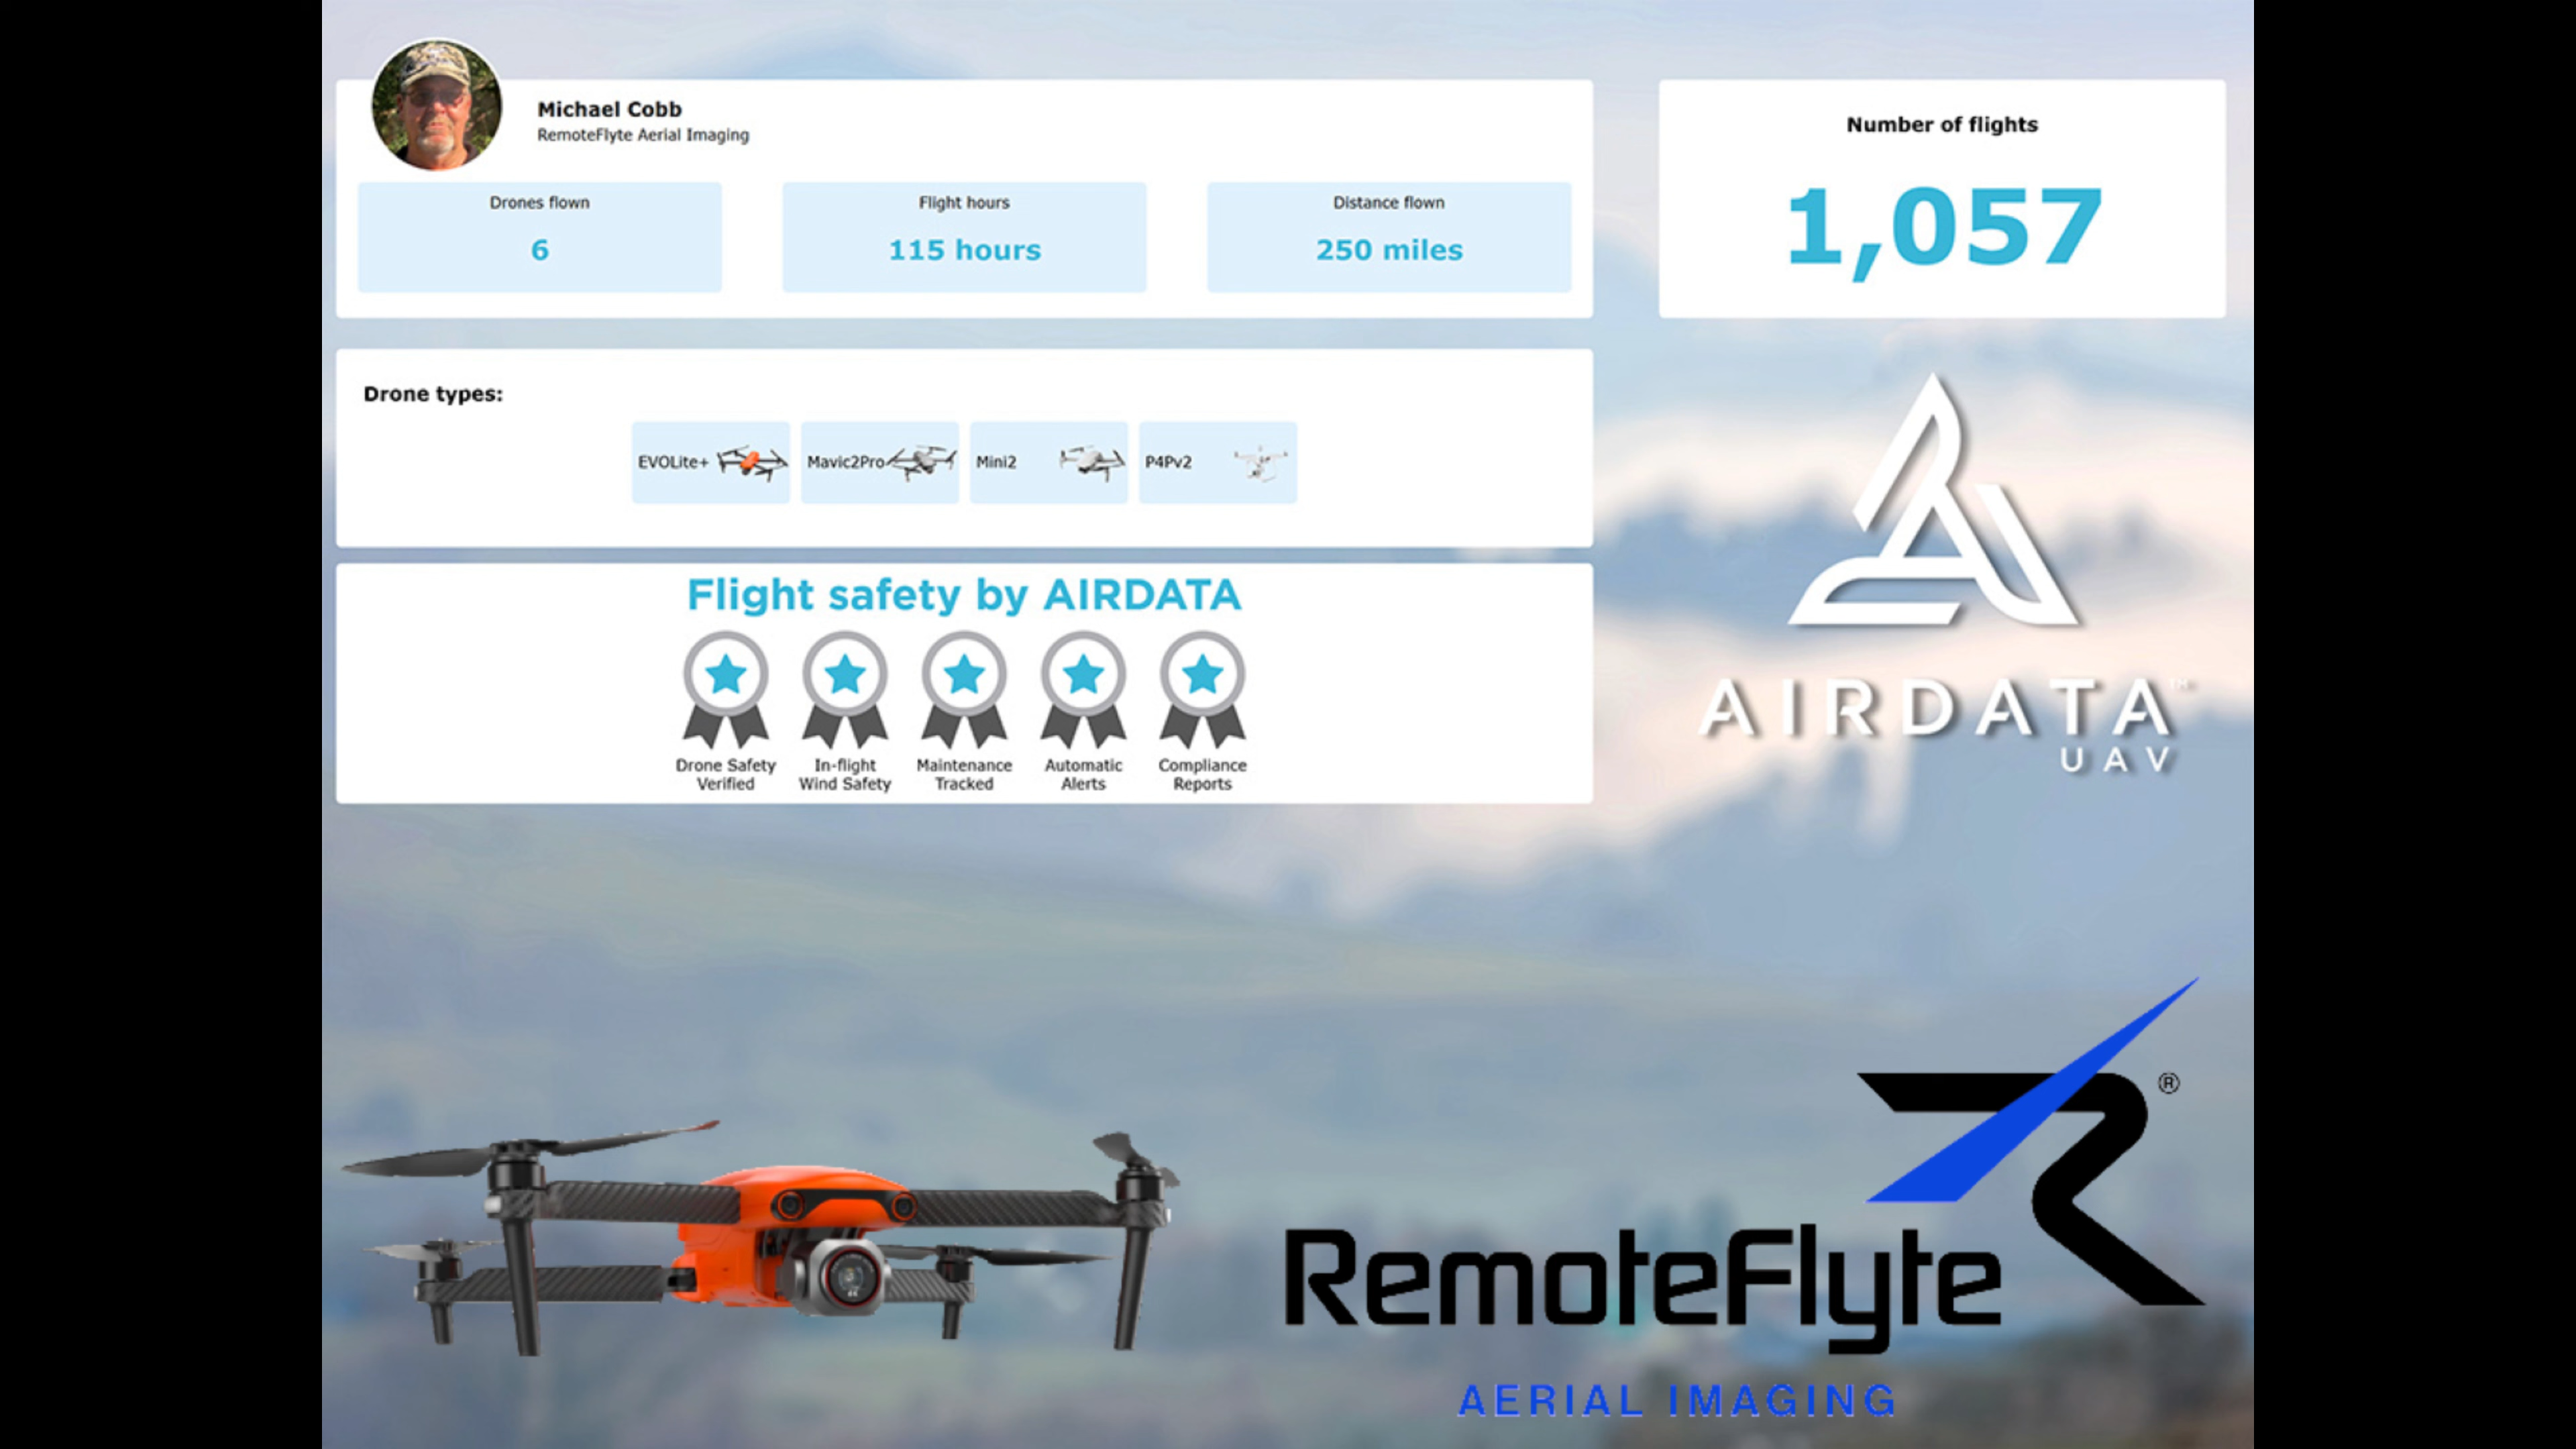 Michael Cobb
RemoteFlyte Aerial Imaging
Drones flown
6
Flight hours
115 hours
Distance flown
250 miles
Number of flights
1,057
Drone types:
EVOLite+
Mavic2Pro
Mini2
P4Pv2
Flight safety by AIRDATA
Drone Safety
Verified
In-flight
Wind Safety
Maintenance
Tracked
Automatic
Alerts
Compliance
Reports
AIRDATA™
UAV
®
RemoteFlyte
AERIAL IMAGING